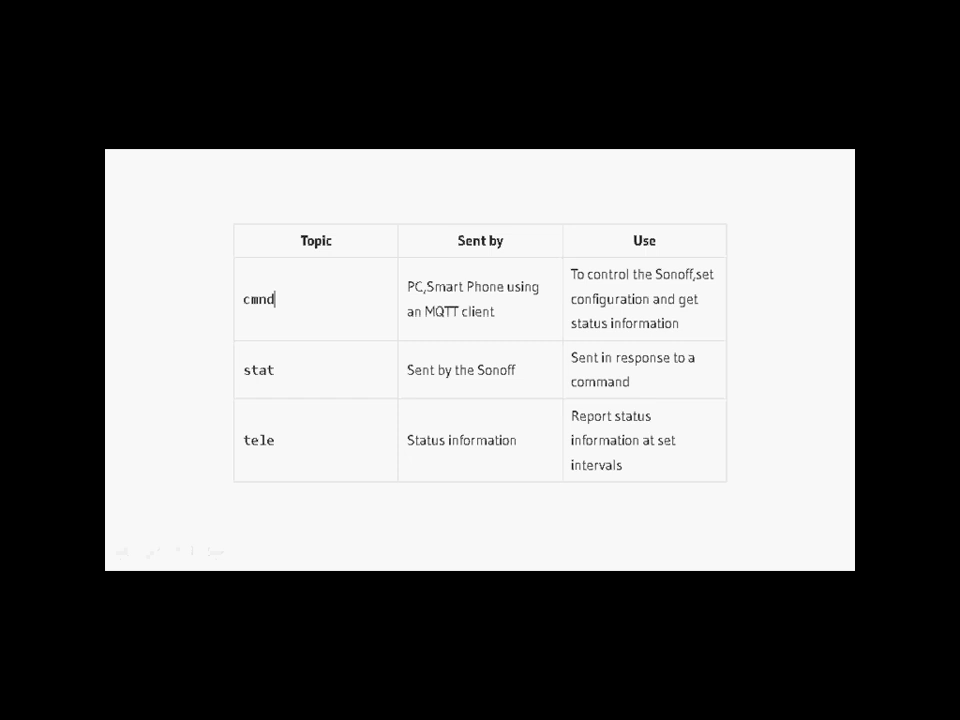 Topic Sent by Use
cmnd
PC,Smart Phone using
an MQTT client
To control the Sonoff,set
configuration and get
status information
stat
Sent by the Sonoff
Sent in response to a
command
tele
Status information
Report status
information at set
intervals